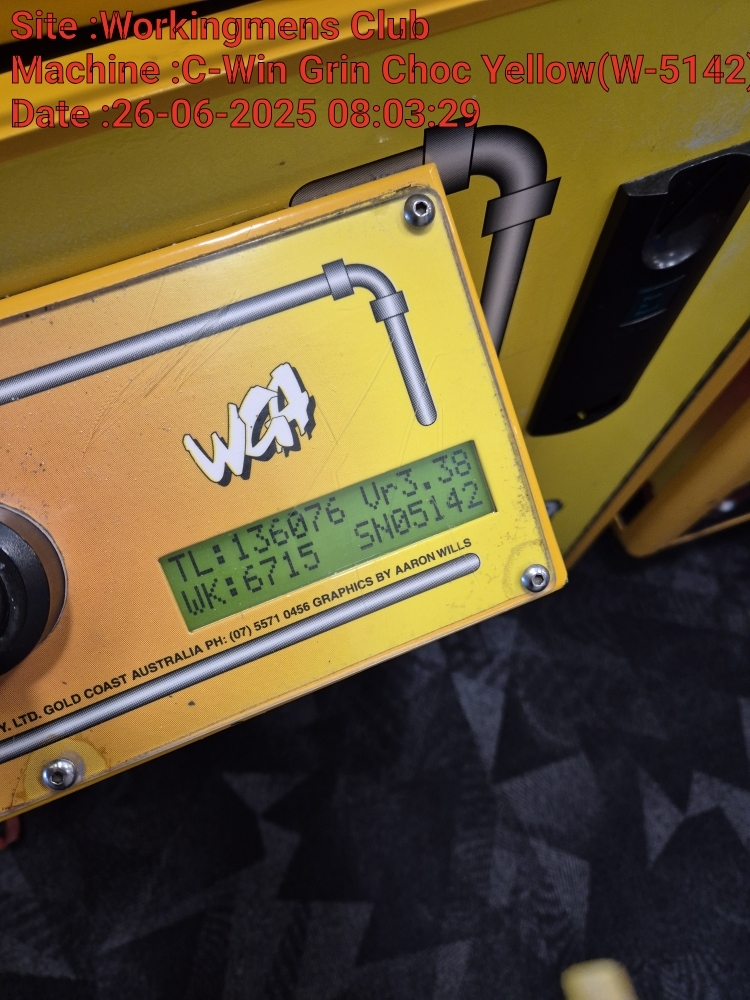 Site :Workingmens Club
Machine :C-Win Grin Choc Yellow(W-5142)
Date :26-06-2025 08:03:29
WGA
TL:136076 Vr3.38
WK:6715 SN05142
Y. LTD. GOLD COAST AUSTRALIA PH: (07) 5571 0456 GRAPHICS BY AARON WILLS